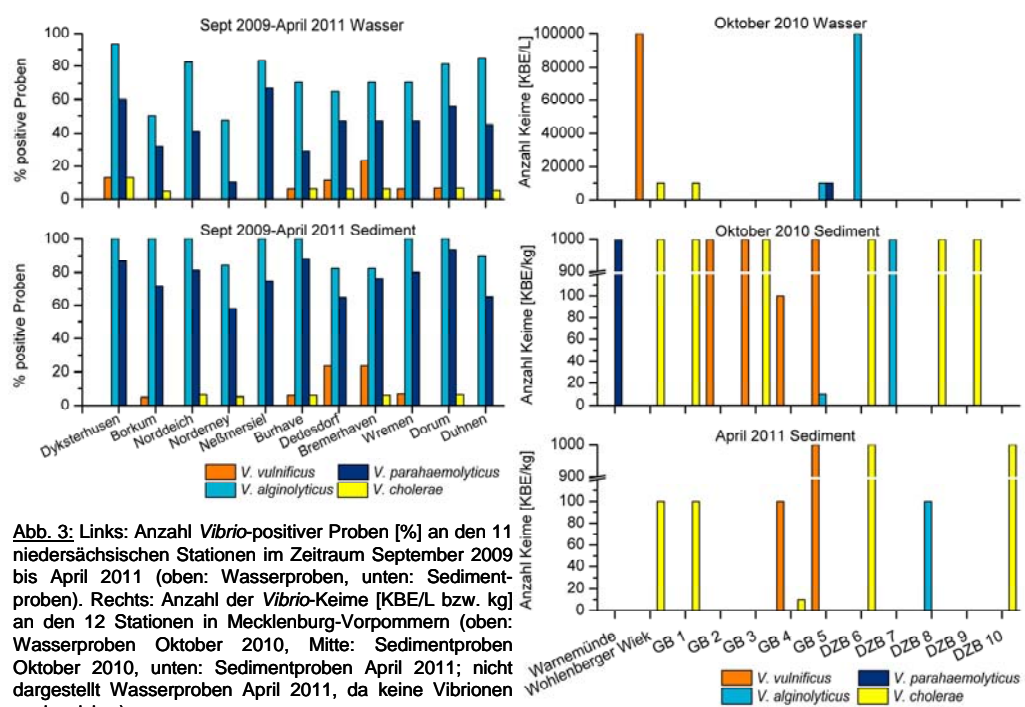 Sept 2009-April 2011 Wasser
% positive Proben
100
80
60
40
20
0
Sept 2009-April 2011 Sediment
% positive Proben
100
80
60
40
20
0
Dyksterhusen
Borkum
Norddeich
Norderney
Neßmersiel
Burhave
Dedesdorf
Bremerhaven
Wremen
Dorum
Duhnen
V. vulnificus
V. parahaemolyticus
V. alginolyticus
V. cholerae
Abb. 3: Links: Anzahl Vibrio-positiver Proben [%] an den 11
niedersächsischen Stationen im Zeitraum September 2009
bis April 2011 (oben: Wasserproben, unten: Sediment-
proben). Rechts: Anzahl der Vibrio-Keime [KBE/L bzw. kg]
an den 12 Stationen in Mecklenburg-Vorpommern (oben:
Wasserproben Oktober 2010, Mitte: Sedimentproben
Oktober 2010, unten: Sedimentproben April 2011; nicht
dargestellt Wasserproben April 2011, da keine Vibrionen
Oktober 2010 Wasser
Anzahl Keime [KBE/L]
100000
80000
60000
40000
20000
0
Oktober 2010 Sediment
Anzahl Keime [KBE/kg]
1000
900
100
80
60
40
20
0
April 2011 Sediment
Anzahl Keime [KBE/kg]
1000
900
100
80
60
40
20
0
Warnemünde
Wohlenberger Wiek
GB 1
GB 2
GB 3
GB 4
GB 5
DZB 6
DZB 7
DZB 8
DZB 9
DZB 10
V. vulnificus
V. parahaemolyticus
V. alginolyticus
V. cholerae